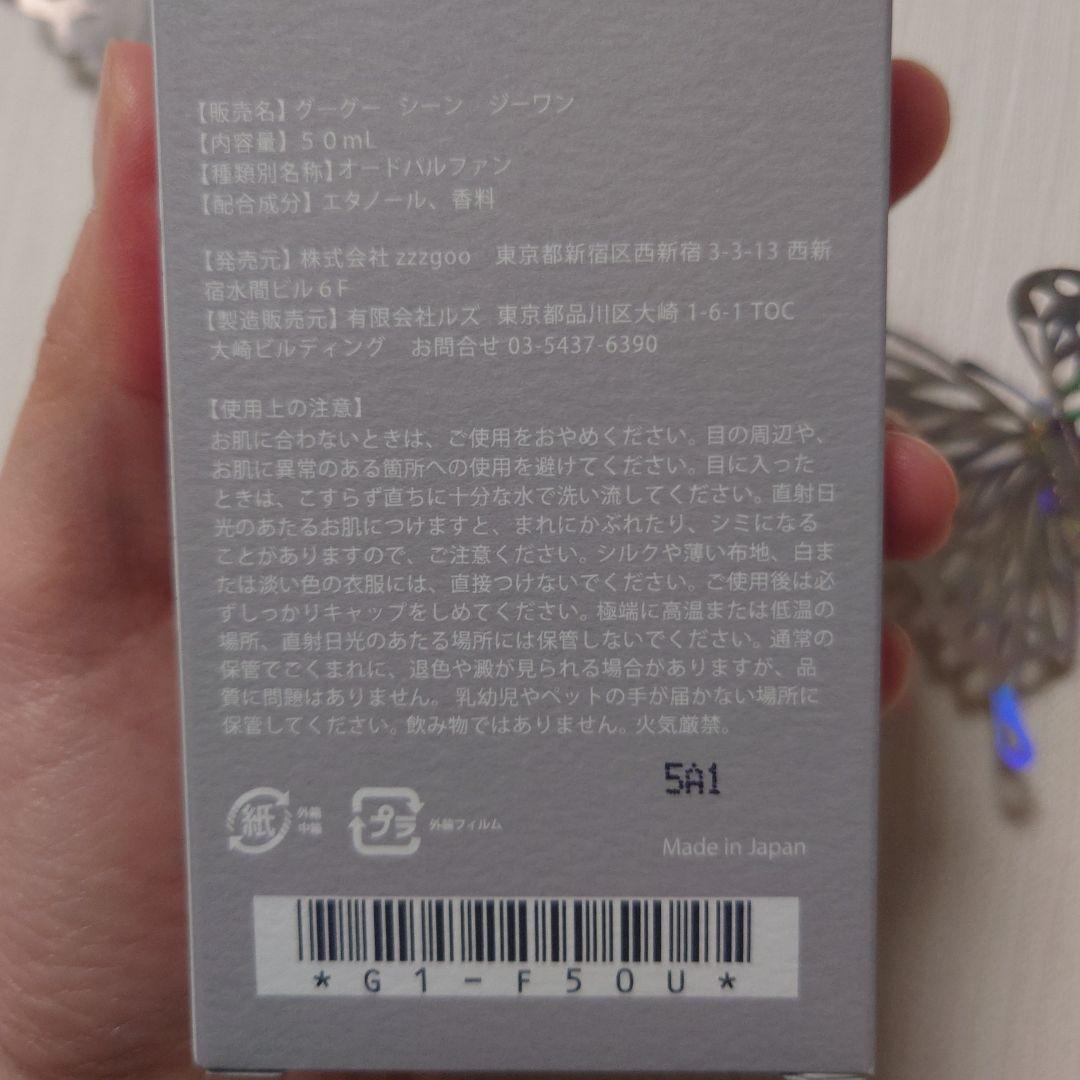 【販売名】グーグー　シーン　ジーワン
【内容量】５０mL
【種類別名称】オードパルファン
【配合成分】エタノール、香料
【発売元】株式会社 zzzgoo　東京都新宿区西新宿 3-3-13 西新
宿水間ビル６F
【製造販売元】有限会社ルズ　東京都品川区大崎 1-6-1 TOC
大崎ビルディング　お問合せ 03-5437-6390
【使用上の注意】
お肌に合わないときは、ご使用をおやめください。目の周辺や、
お肌に異常のある箇所への使用を避けてください。目に入った
ときは、こすらず直ちに十分な水で洗い流してください。直射日
光のあたるお肌につけますと、まれにかぶれたり、シミになる
ことがありますので、ご注意ください。シルクや薄い布地、白ま
たは淡い色の衣服には、直接つけないでください。ご使用後は必
ずしっかりキャップをしめてください。極端に高温または低温の
場所、直射日光のあたる場所には保管しないでください。通常の
保管でごくまれに、退色や澱が見られる場合がありますが、品
質に問題はありません。乳幼児やペットの手が届かない場所に
保管してください。飲み物ではありません。火気厳禁。
5A1
紙 外箱
中箱
プラ 外箱フィルム
Made in Japan
*G1-F50U*